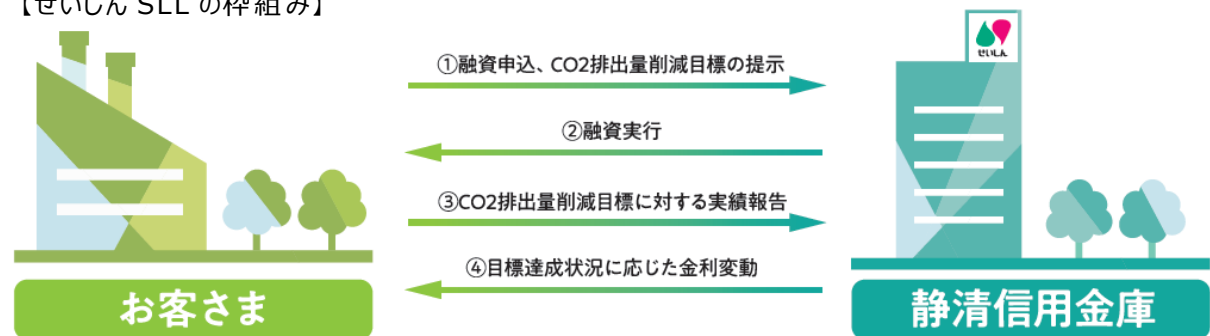 【せいしん SLL の枠組み】
せいしん
①融資申込、CO2排出量削減目標の提示
②融資実行
③CO2排出量削減目標に対する実績報告
④目標達成状況に応じた金利変動
お客さま
静清信用金庫